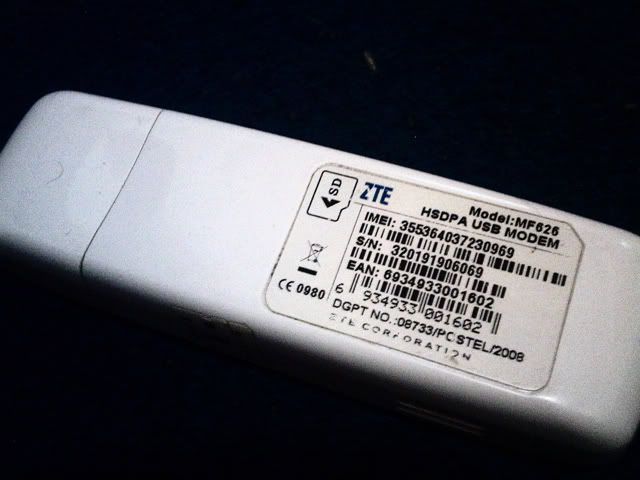 SD
ZTE
Model:MF626
HSDPA USB MODEM
IMEI: 355364037230969
S/N: 320191906069
EAN: 6934933001602
6 934933 001602
CE 0980
DGPT NO.:08733/POSTEL/2008
ZTE CORPORATION